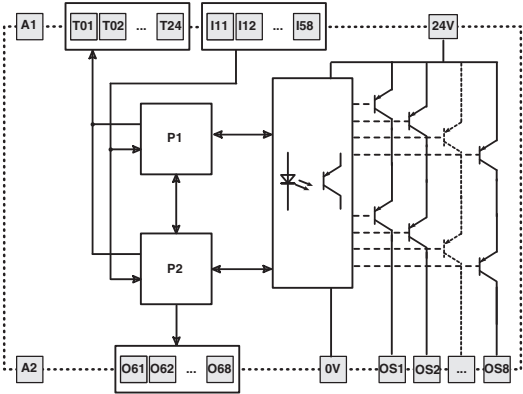 A1 T01 T02 ... T24 I11 I12 ... I58 24V
P1
P2
A2 O61 O62 ... O68 0V OS1 OS2 ... OS8